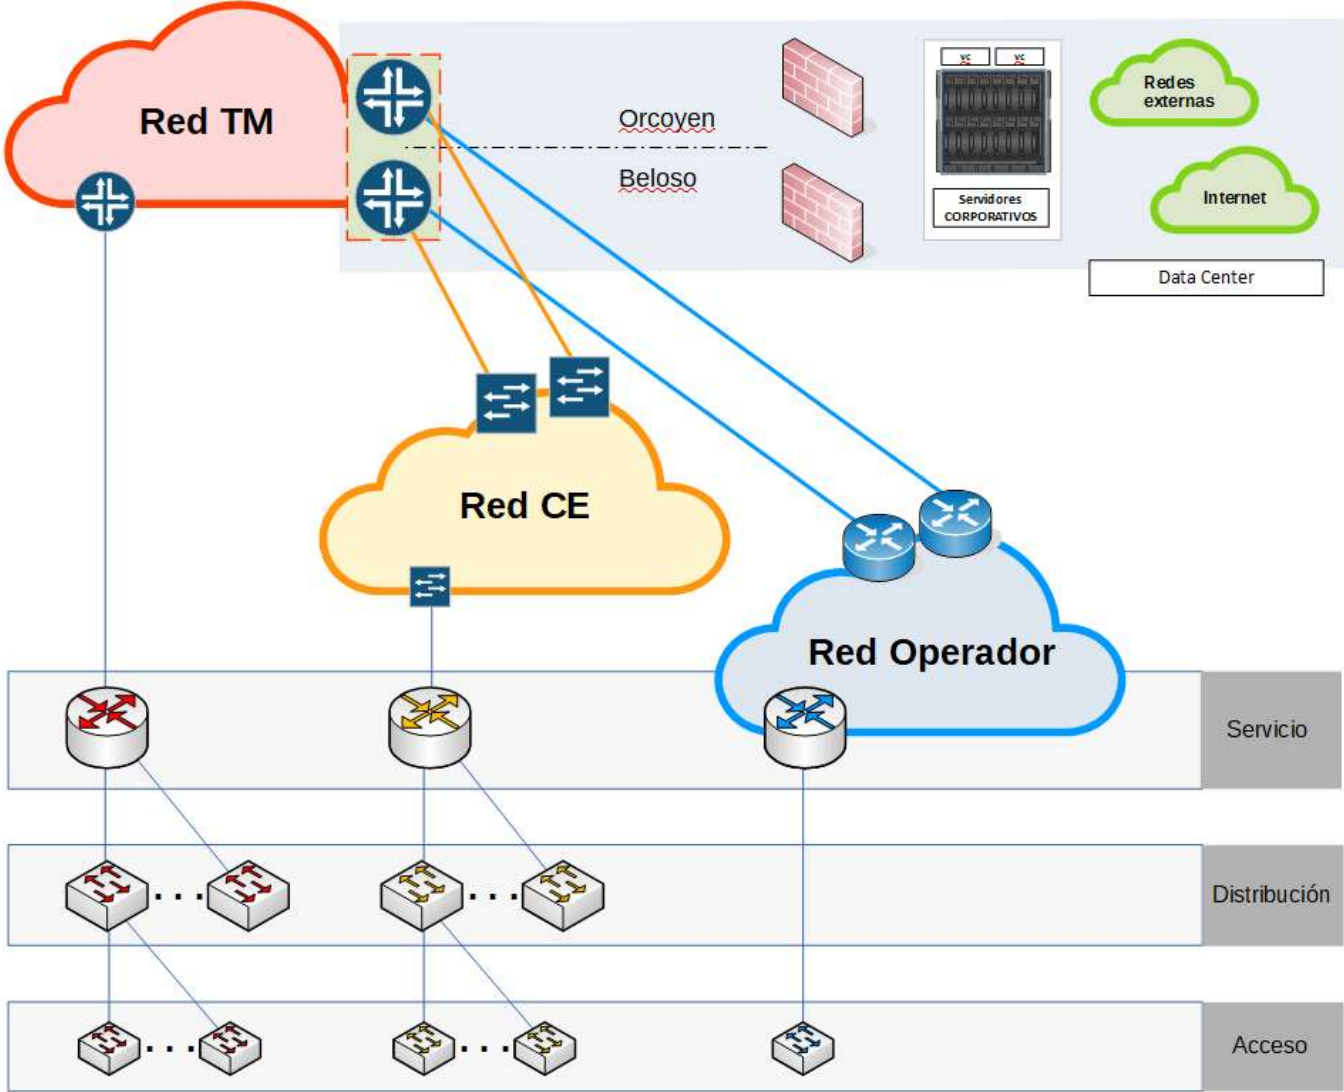 Red TM
Orcoyen
Beloso
vc vc
Servidores
CORPORATIVOS
Redes
externas
Internet
Data Center
Red CE
Red Operador
Servicio
Distribución
Acceso